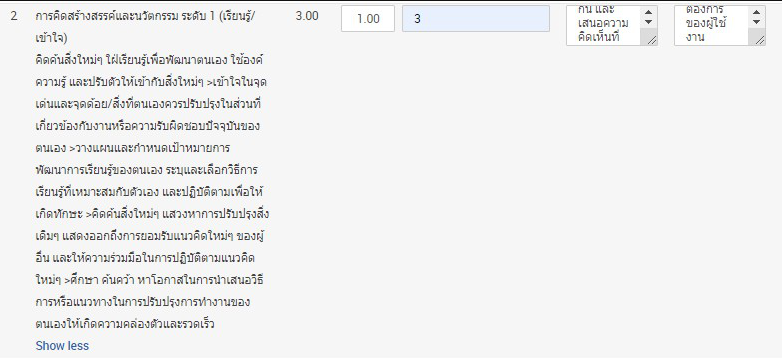 2 การคิดสร้างสรรค์และนวัตกรรม ระดับ 1 (เรียนรู้/ 3.00 1.00 3
เข้าใจ)
คิดค้นสิ่งใหม่ๆ ใฝ่เรียนรู้เพื่อพัฒนาตนเอง ใช้องค์
ความรู้ และปรับตัวให้เข้ากับสิ่งใหม่ๆ >เข้าใจในจุด
เด่นและจุดด้อย/สิ่งที่ตนเองควรปรับปรุงในส่วนที่
เกี่ยวข้องกับงานหรือความรับผิดชอบปัจจุบันของ
ตนเอง >วางแผนและกำหนดเป้าหมายการ
พัฒนาการเรียนรู้ของตนเอง ระบุและเลือกวิธีการ
เรียนรู้ที่เหมาะสมกับตัวเอง และปฏิบัติตามเพื่อให้
เกิดทักษะ >คิดค้นสิ่งใหม่ๆ แสวงหาการปรับปรุงสิ่ง
เดิมๆ แสดงออกถึงการยอมรับแนวคิดใหม่ๆ ของผู้
อื่น และให้ความร่วมมือในการปฏิบัติตามแนวคิด
ใหม่ๆ >ศึกษา ค้นคว้า หาโอกาสในการนำเสนอวิธี
การหรือแนวทางในการปรับปรุงการทำงานของ
ตนเองให้เกิดความคล่องตัวและรวดเร็ว
Show less
กัน และ
เสนอความ
คิดเห็นที่
ต้องการ
ของผู้ใช้
งาน